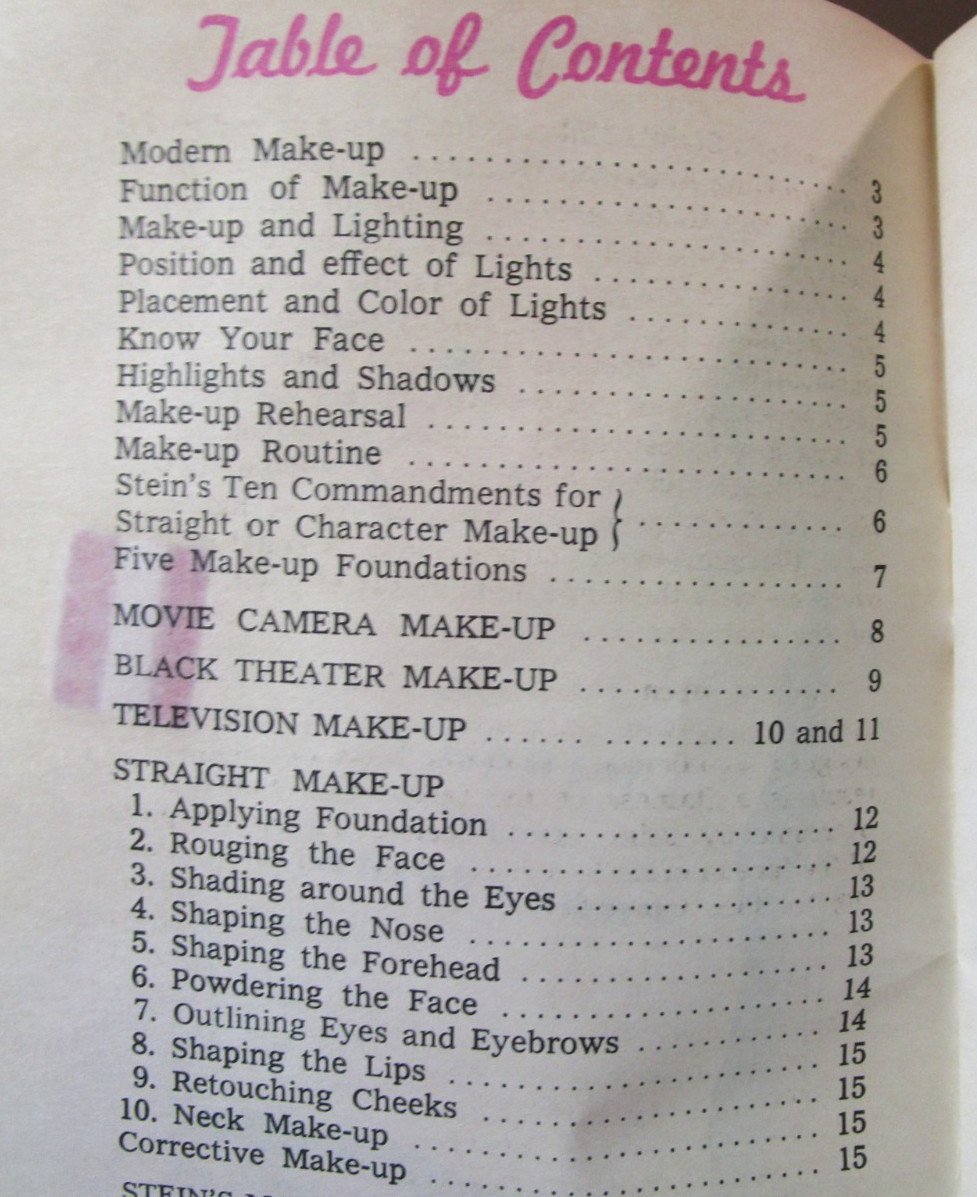 Table of Contents
Modern Make-up ........................ 3
Function of Make-up ........................ 3
Make-up and Lighting ........................ 4
Position and effect of Lights ................ 4
Placement and Color of Lights .............. 4
Know Your Face ........................ 5
Highlights and Shadows .................... 5
Make-up Rehearsal ........................ 5
Make-up Routine ........................ 6
Stein's Ten Commandments for
Straight or Character Make-up } ............. 6
Five Make-up Foundations .................. 7
MOVIE CAMERA MAKE-UP ................ 8
BLACK THEATER MAKE-UP ................ 9
TELEVISION MAKE-UP ...... ........ 10 and 11
STRAIGHT MAKE-UP
1. Applying Foundation .................... 12
2. Rouging the Face ...................... 12
3. Shading around the Eyes ................ 13
4. Shaping the Nose ...................... 13
5. Shaping the Forehead .................. 13
6. Powdering the Face .................... 14
7. Outlining Eyes and Eyebrows ............ 14
8. Shaping the Lips ...................... 15
9. Retouching Cheeks .................... 15
10. Neck Make-up ........................ 15
Corrective Make-up ........................ 15
STEIN'S